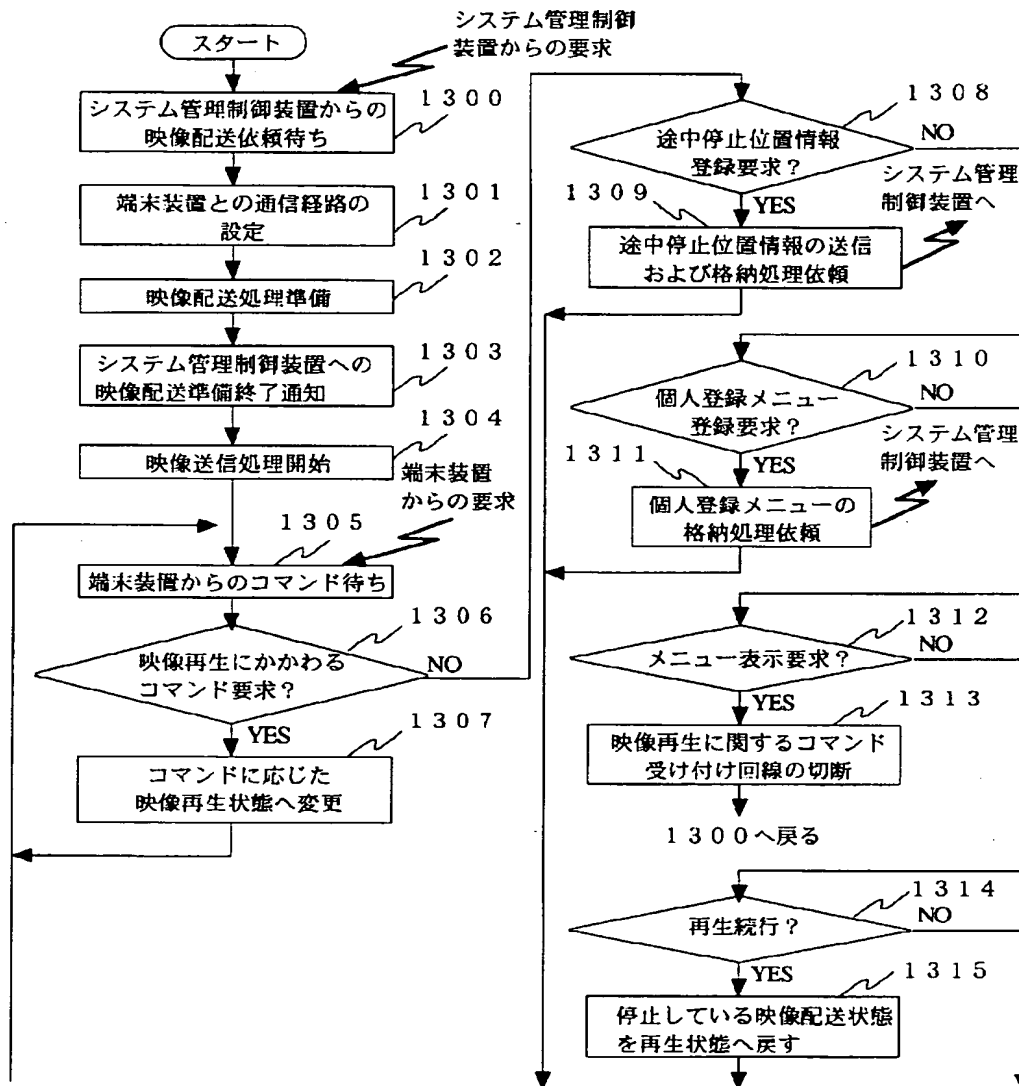 スタート
システム管理制御
装置からの要求
１３００
システム管理制御装置からの
映像配送依頼待ち
１３０１
端末装置との通信経路の
設定
１３０２
映像配送処理準備
１３０３
システム管理制御装置への
映像配送準備終了通知
１３０４
映像送信処理開始
端末装置
からの要求
１３０５
端末装置からのコマンド待ち
１３０６
映像再生にかかわる
コマンド要求？
NO
YES
１３０７
コマンドに応じた
映像再生状態へ変更
１３０８
途中停止位置情報
登録要求？
NO
YES
システム管理
制御装置へ
１３０９
途中停止位置情報の送信
および格納処理依頼
１３１０
個人登録メニュー
登録要求？
NO
YES
システム管理
制御装置へ
１３１１
個人登録メニューの
格納処理依頼
１３１２
メニュー表示要求？
NO
YES
１３１３
映像再生に関するコマンド
受け付け回線の切断
１３００へ戻る
１３１４
再生続行？
NO
YES
１３１５
停止している映像配送状態
を再生状態へ戻す